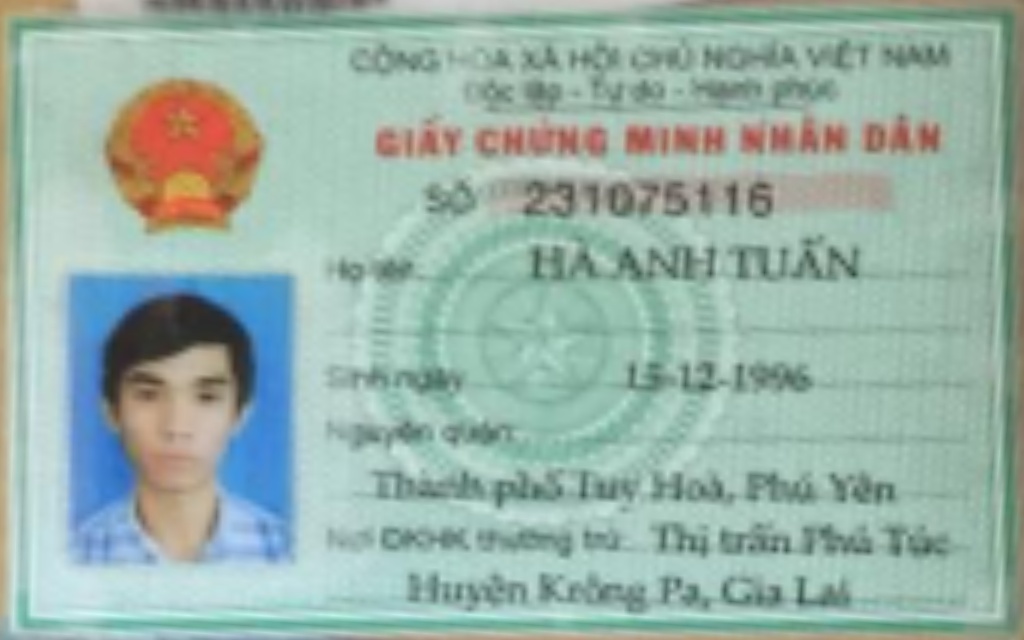 CỘNG HÒA XÃ HỘI CHỦ NGHĨA VIỆT NAM
Độc lập - Tự do - Hạnh phúc
GIẤY CHỨNG MINH NHÂN DÂN
SỐ 231075116
Họ tên HÀ ANH TUẤN
Sinh ngày 15-12-1996
Nguyên quán
Thành phố Tuy Hoà, Phú Yên
Nơi ĐKHK thường trú Thị trấn Phú Túc
Huyện Krông Pa, Gia Lai